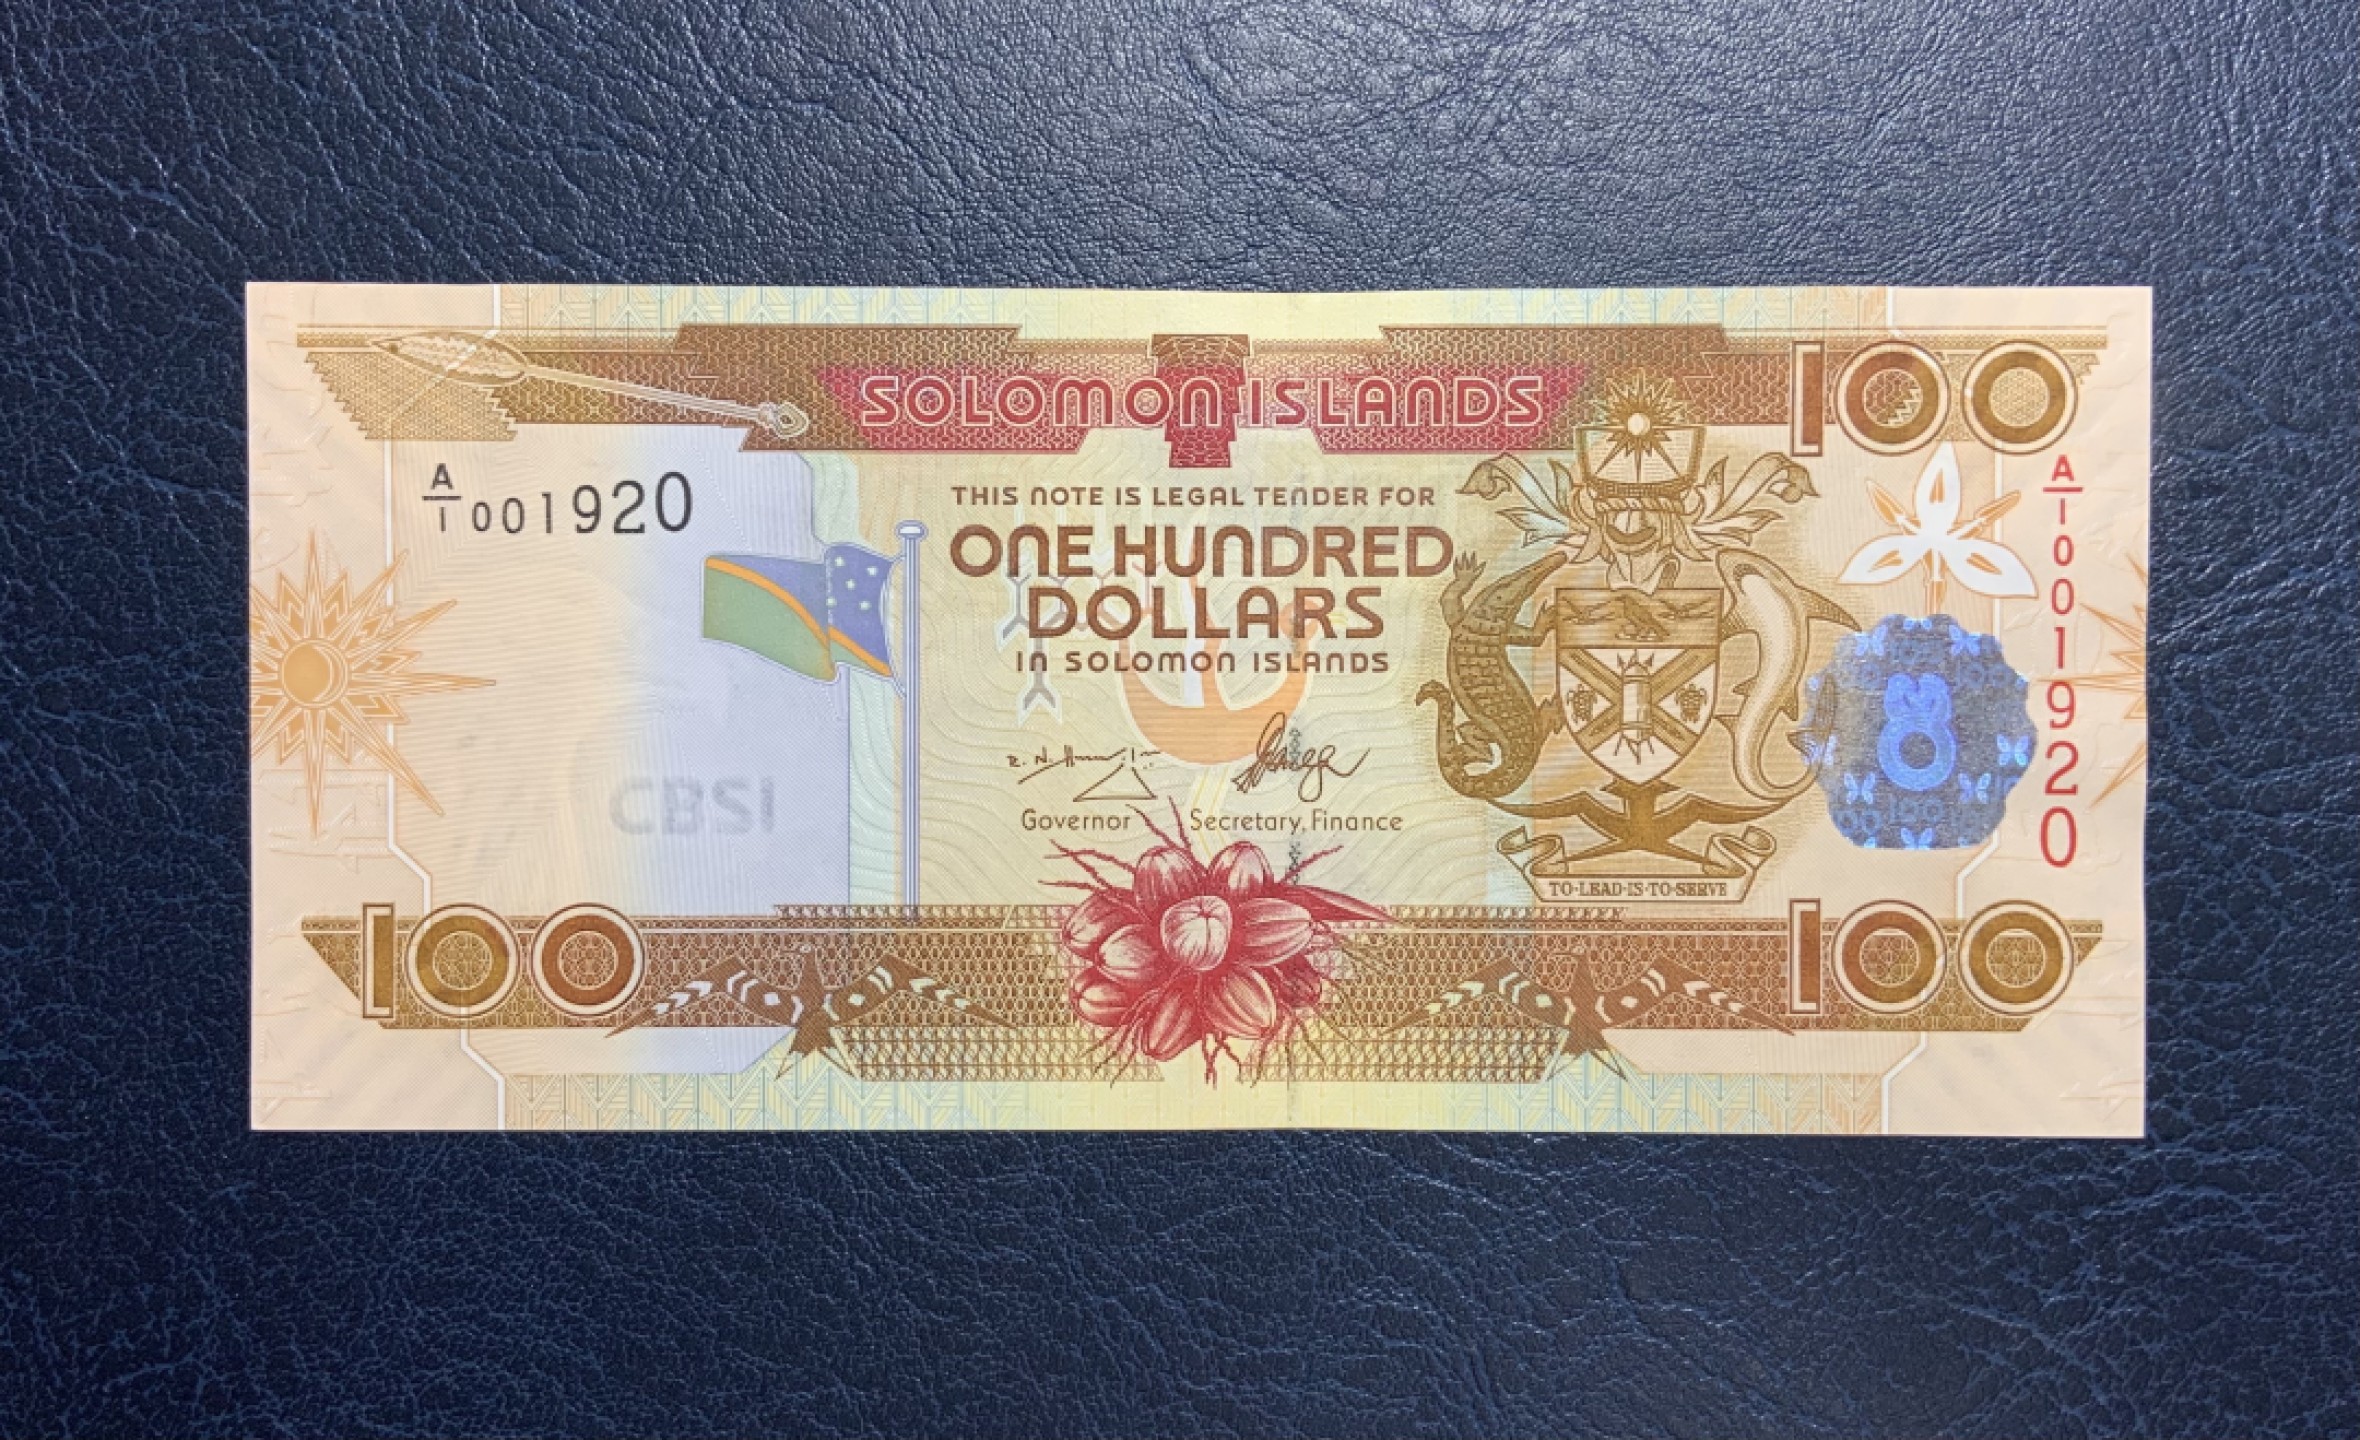 SOLOMON ISLANDS
100
A/1 001920
A/1 001920
THIS NOTE IS LEGAL TENDER FOR
ONE HUNDRED
DOLLARS
IN SOLOMON ISLANDS
CBSI
Governor
Secretary, Finance
TO·LEAD·IS·TO·SERVE
100
100